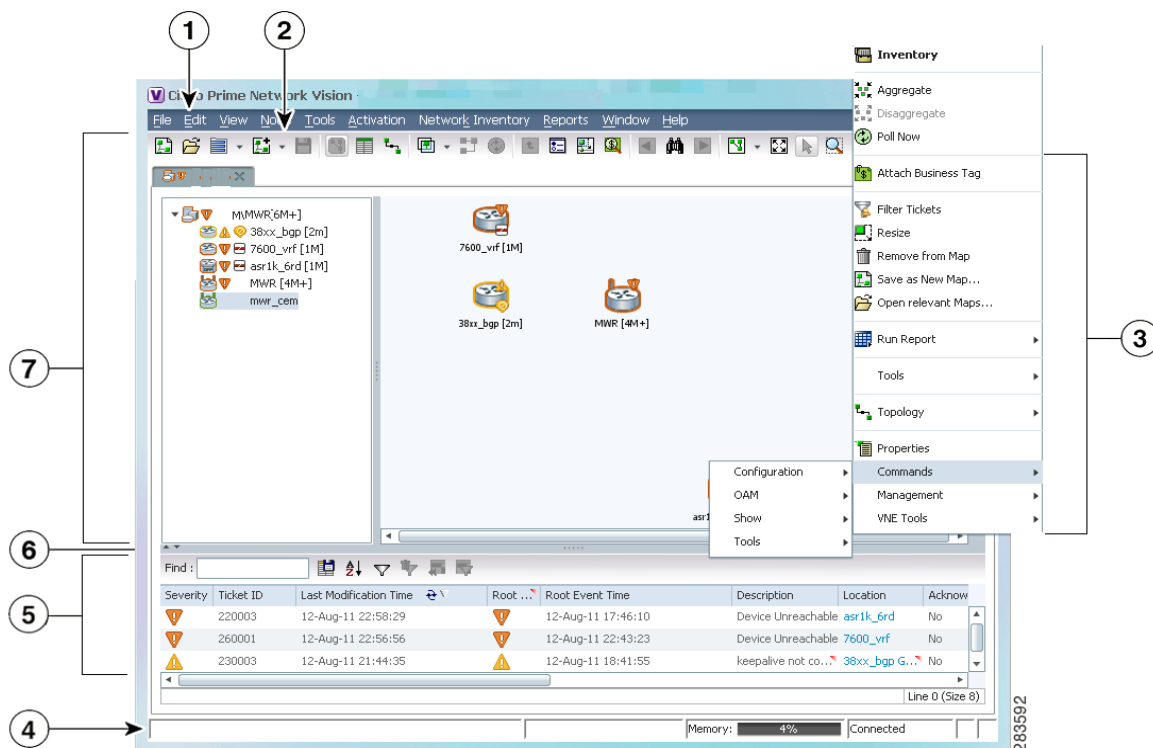 1
2
Inventory
Aggregate
Disaggregate
Poll Now
Attach Business Tag
Filter Tickets
Resize
Remove from Map
Save as New Map...
Open relevant Maps...
Run Report
Tools
Topology
Properties
Commands
Management
VNE Tools
3
Prime Network Vision -
File Edit View Tools Activation Network Inventory Reports Window Help
7
M\MWR[6M+]
38xx_bgp [2m]
7600_vrf [1M]
asr1k_6rd [1M]
MWR [4M+]
mwr_cem
7600_vrf [1M]
38xx_bgp [2m]
MWR [4M+]
asr1
Configuration
OAM
Show
Tools
6
5
Find :
Severity Ticket ID Last Modification Time Root ... Root Event Time Description Location Acknow
220003 12-Aug-11 22:58:29 12-Aug-11 17:46:10 Device Unreachable asr1k_6rd No
260001 12-Aug-11 22:56:56 12-Aug-11 22:43:23 Device Unreachable 7600_vrf No
230003 12-Aug-11 21:44:35 12-Aug-11 18:41:55 keepalive not co... 38xx_bgp G... No
Line 0 (Size 8)
4
Memory: 4% Connected
283592